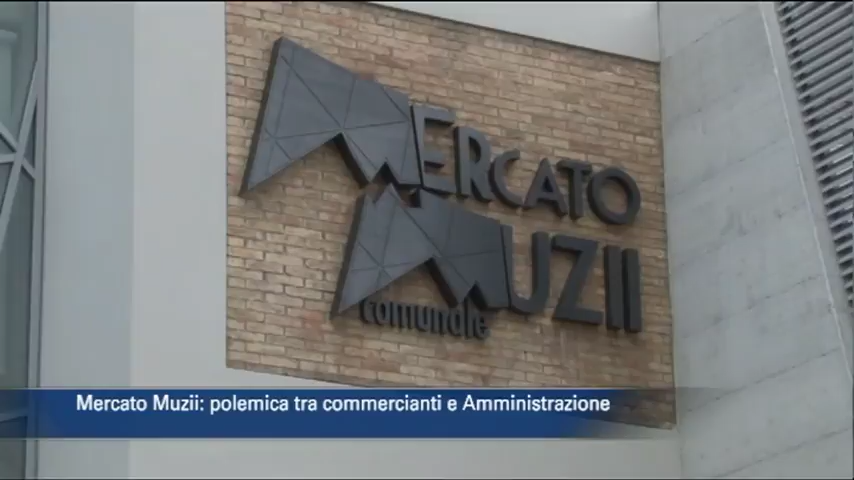 MERCATO
MUZII
comunale
Mercato Muzii: polemica tra commercianti e Amministrazione